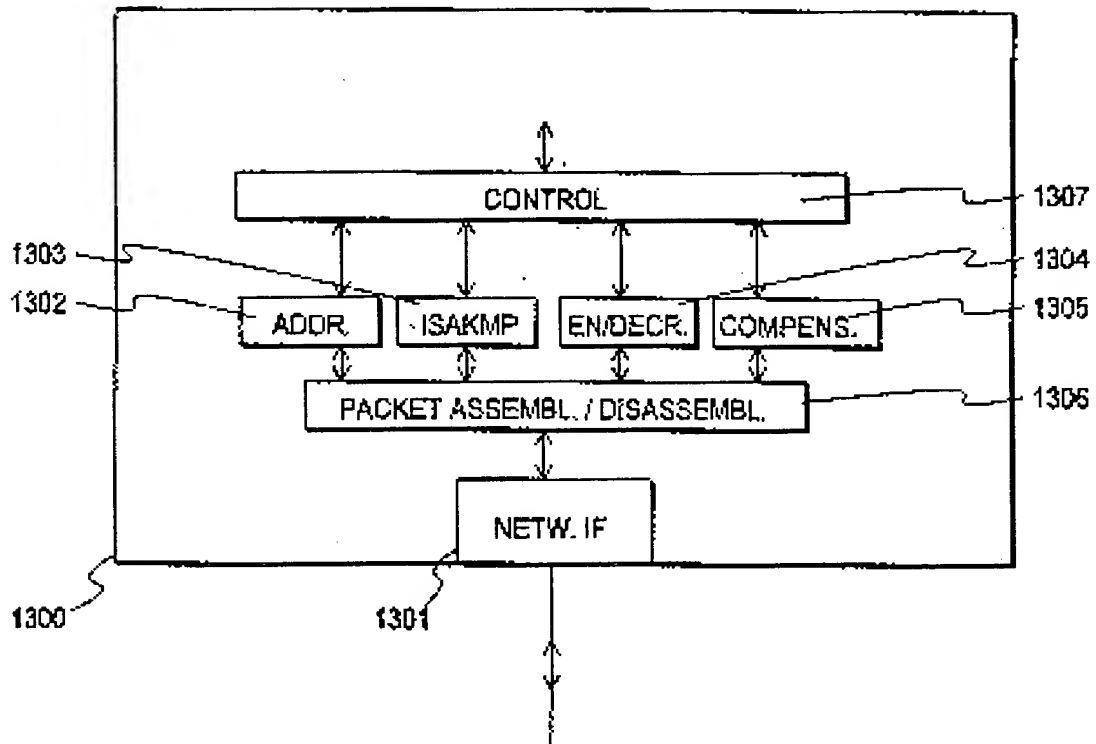 CONTROL
1307
1303
1304
1302
ADDR.
ISAKMP
EN/DECR.
COMPENS.
1305
PACKET ASSEMBL. / DISASSEMBL.
1306
NETW. IF
1300
1301